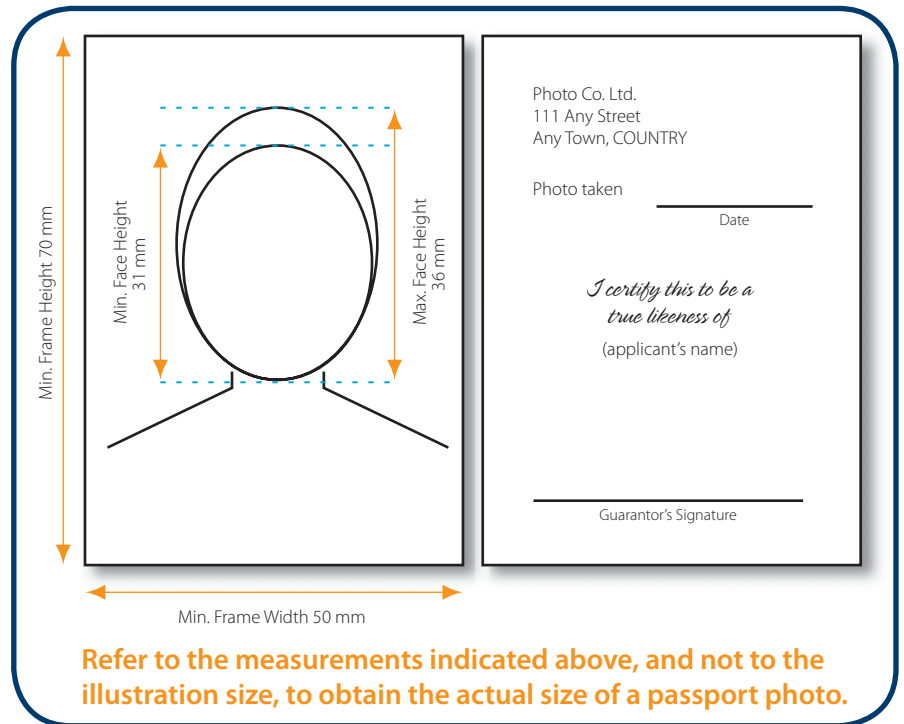 Min. Frame Height 70 mm
Min. Face Height
31 mm
Max. Face Height
36 mm
Min. Frame Width 50 mm
Photo Co. Ltd.
111 Any Street
Any Town, COUNTRY
Photo taken
Date
I certify this to be a
true likeness of
(applicant's name)
Guarantor's Signature
Refer to the measurements indicated above, and not to the
illustration size, to obtain the actual size of a passport photo.